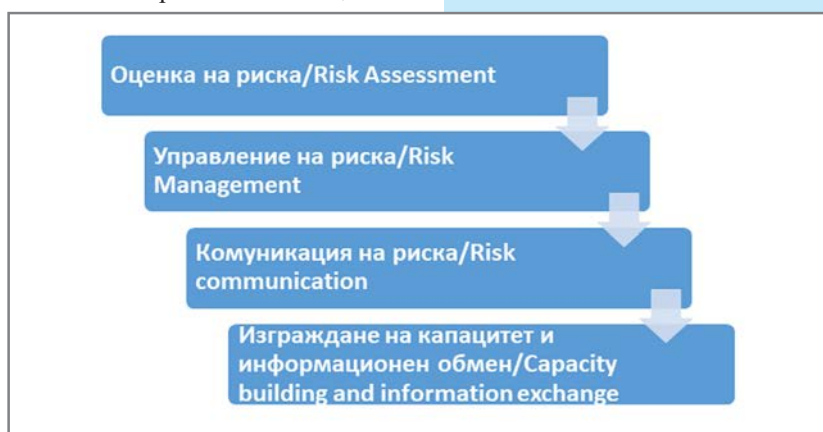 Оценка на риска/Risk Assessment
Управление на риска/Risk
Management
Комуникация на риска/Risk
communication
Изграждане на капацитет и
информационен обмен/Capacity
building and information exchange